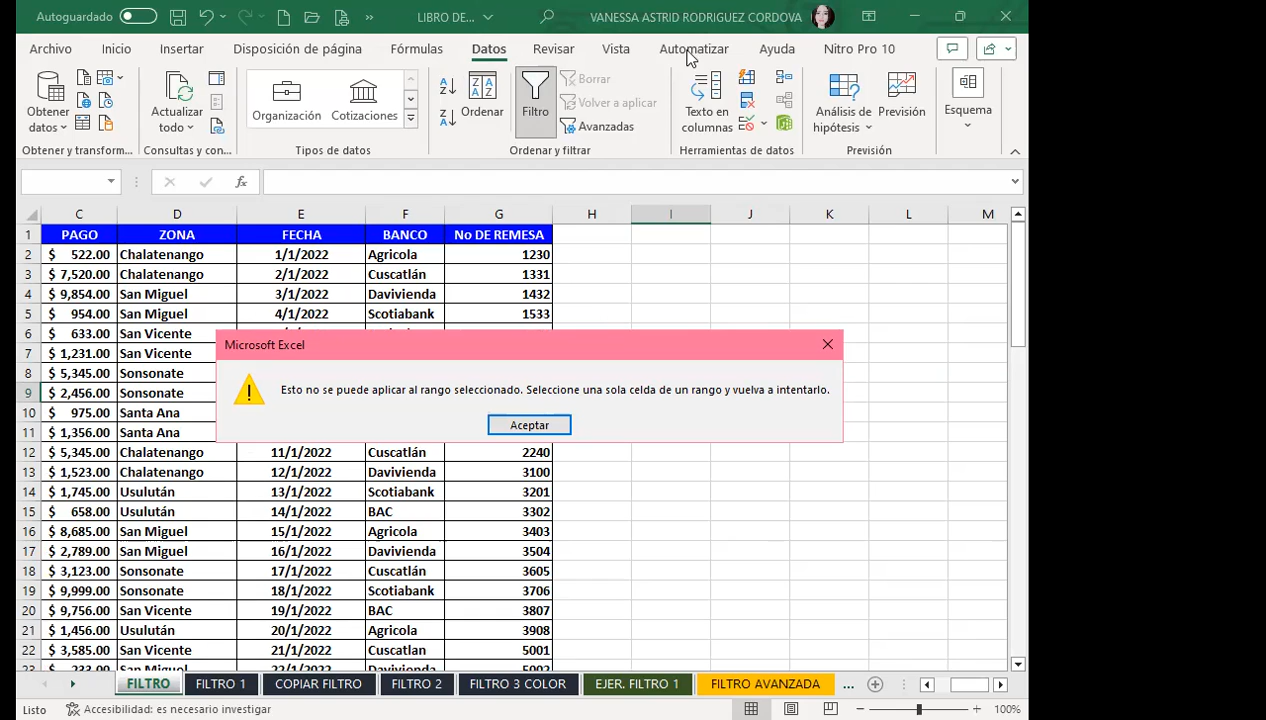 Autoguardado LIBRO DE... VANESSA ASTRID RODRIGUEZ CORDOVA
Archivo Inicio Insertar Disposición de página Fórmulas Datos Revisar Vista Automatizar Ayuda Nitro Pro 10
Obtener datos Actualizar todo Organización Cotizaciones Ordenar Filtro Borrar Volver a aplicar Avanzadas Texto en columnas Análisis de hipótesis Previsión Esquema
Obtener y transform... Consultas y con... Tipos de datos Ordenar y filtrar Herramientas de datos Previsión
fx
C D E F G H I J K L M
1 PAGO ZONA FECHA BANCO No DE REMESA
2 $ 522.00 Chalatenango 1/1/2022 Agricola 1230
3 $ 7,520.00 Chalatenango 2/1/2022 Cuscatlán 1331
4 $ 9,854.00 San Miguel 3/1/2022 Davivienda 1432
5 $ 954.00 San Miguel 4/1/2022 Scotiabank 1533
6 $ 633.00 San Vicente
7 $ 1,231.00 San Vicente
8 $ 5,345.00 Sonsonate
9 $ 2,456.00 Sonsonate
10 $ 975.00 Santa Ana
11 $ 1,356.00 Santa Ana
Microsoft Excel
Esto no se puede aplicar al rango seleccionado. Seleccione una sola celda de un rango y vuelva a intentarlo.
Aceptar
12 $ 5,345.00 Chalatenango 11/1/2022 Cuscatlán 2240
13 $ 1,523.00 Chalatenango 12/1/2022 Davivienda 3100
14 $ 1,745.00 Usulután 13/1/2022 Scotiabank 3201
15 $ 658.00 Usulután 14/1/2022 BAC 3302
16 $ 8,685.00 San Miguel 15/1/2022 Agricola 3403
17 $ 2,789.00 San Miguel 16/1/2022 Davivienda 3504
18 $ 3,123.00 Sonsonate 17/1/2022 Cuscatlán 3605
19 $ 9,999.00 Sonsonate 18/1/2022 Scotiabank 3706
20 $ 9,756.00 San Vicente 19/1/2022 BAC 3807
21 $ 1,456.00 Usulután 20/1/2022 Agricola 3908
22 $ 3,585.00 San Vicente 21/1/2022 Cuscatlan 5001
23 $ 233.00 San Miguel 22/1/2022 Davivienda 5002
FILTRO FILTRO 1 COPIAR FILTRO FILTRO 2 FILTRO 3 COLOR EJER. FILTRO 1 FILTRO AVANZADA ...
Listo Accesibilidad: es necesario investigar 100%